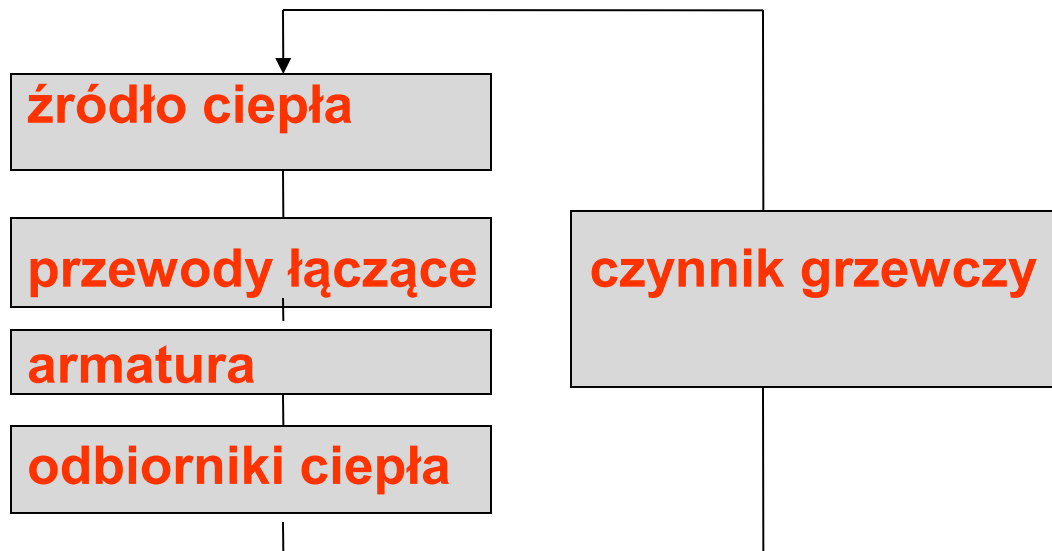 źródło ciepła
przewody łączące
czynnik grzewczy
armatura
odbiorniki ciepła